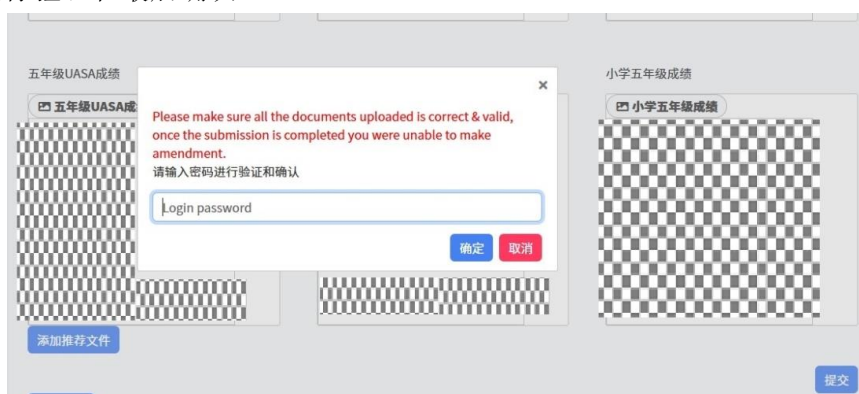 五年级UASA成绩
小学五年级成绩
×
五年级UASA成
小学五年级成绩
Please make sure all the documents uploaded is correct & valid,
once the submission is completed you were unable to make
amendment.
请输入密码进行验证和确认
Login password
确定 取消
添加推荐文件
提交